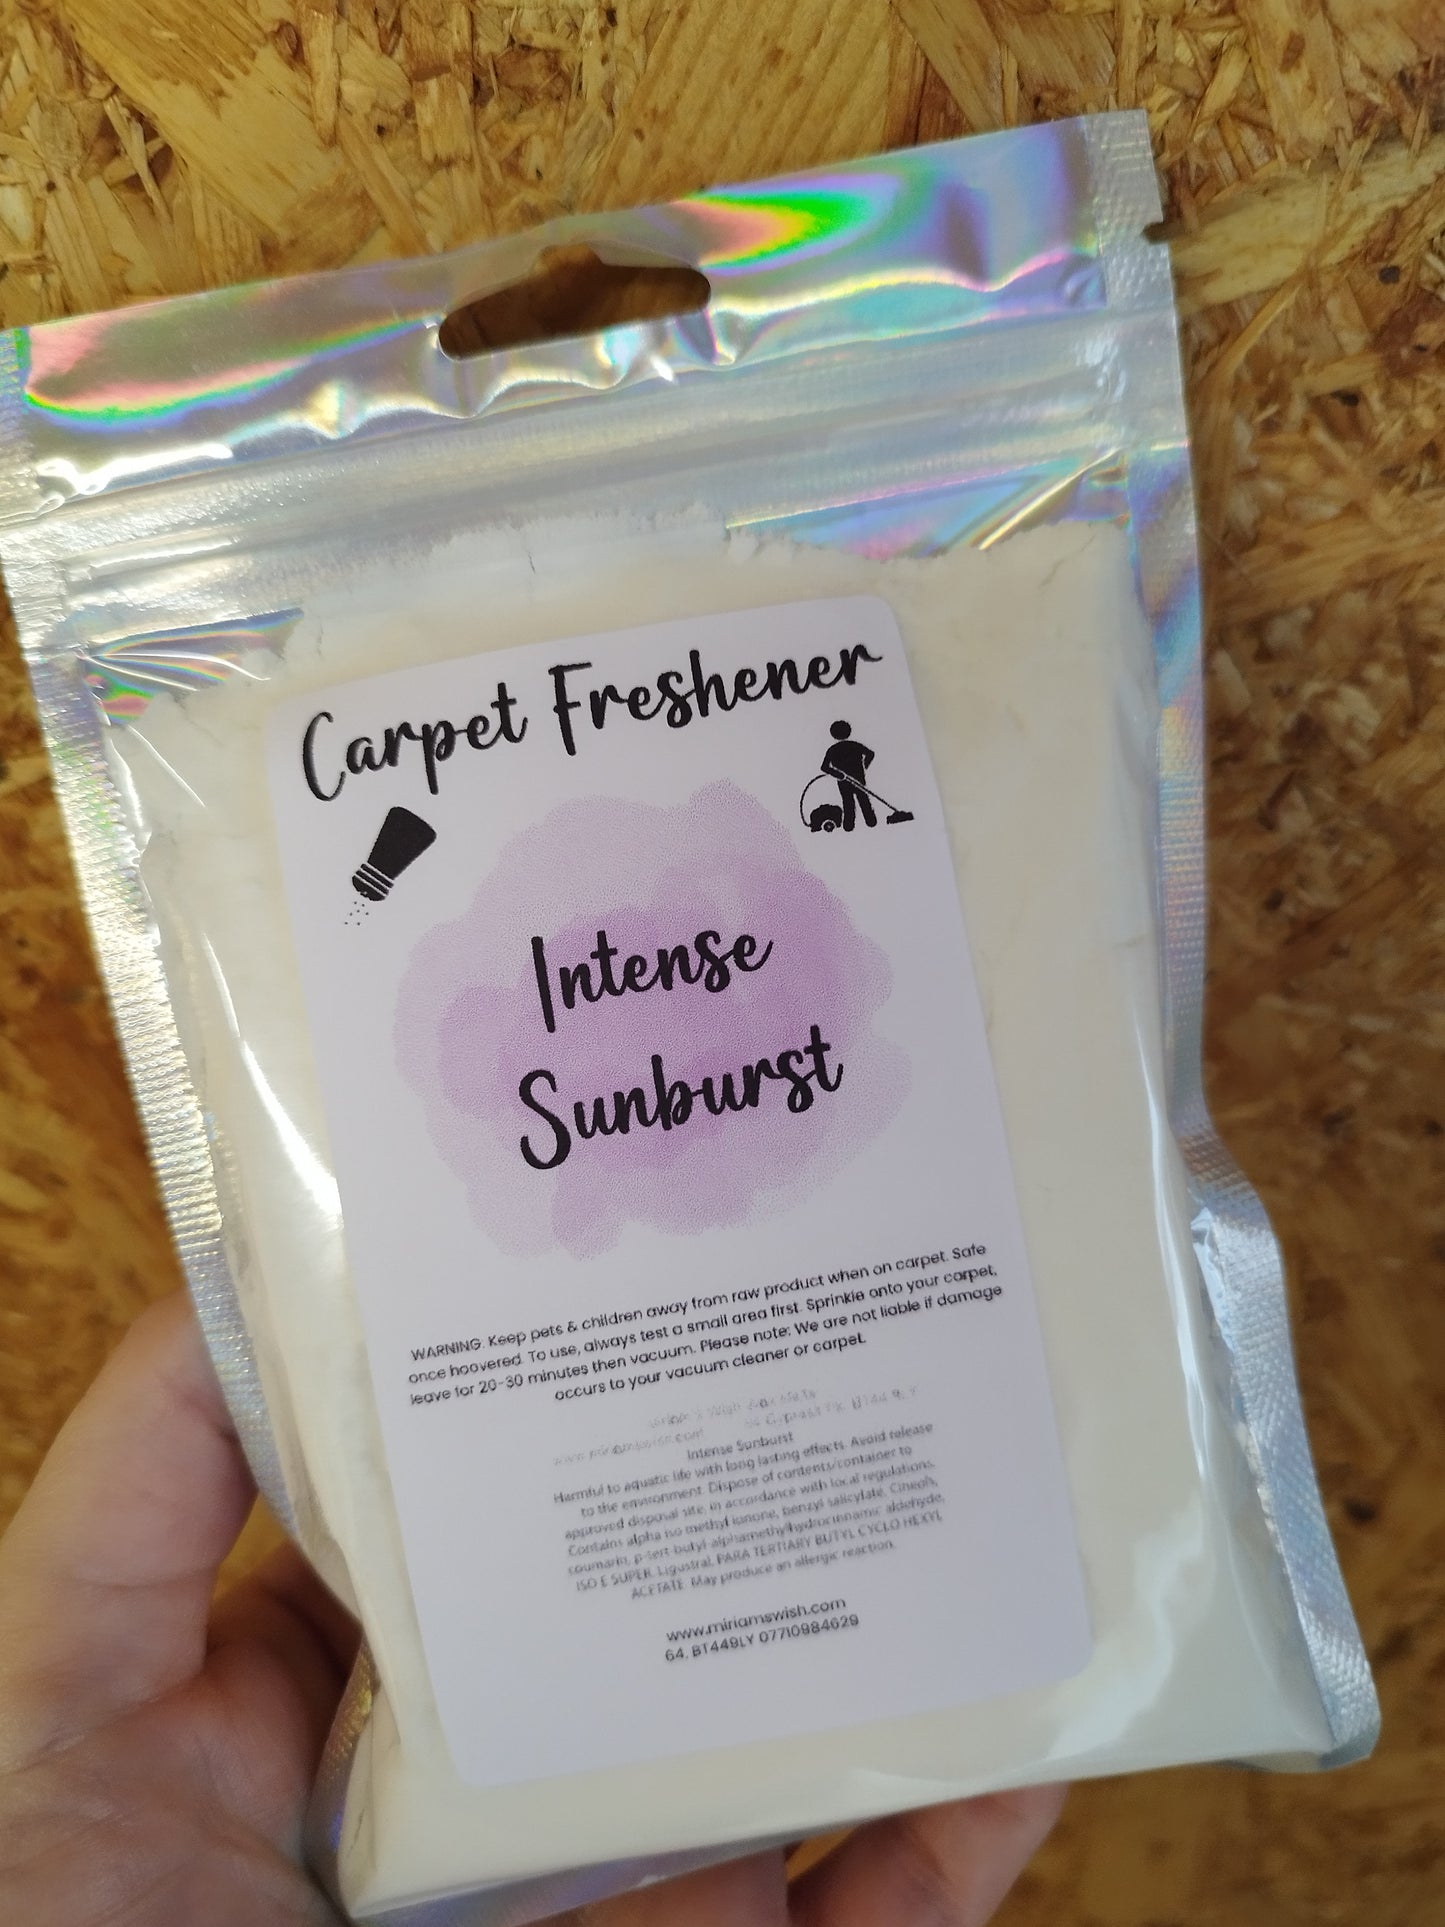 Carpet Freshener
Intense
Sunburst
WARNING. Keep pets & children away from raw product when on carpet. Safe
once hoovered. To use, always test a small area first. Sprinkle onto your carpet,
leave for 20-30 minutes then vacuum. Please note: We are not liable if damage
occurs to your vacuum cleaner or carpet.
Intense Sunburst
Harmful to aquatic life with long lasting effects. Avoid release
to the environment. Dispose of contents/container to
approved disposal site, in accordance with local regulations.
Contains alpha iso methyl ionone, benzyl salicylate, Cineols,
coumarin, p-tert-butyl-alphamethylhydrocinnamic aldehyde,
ISO E SUPER, Ligustral, PARA TERTIARY BUTYL CYCLO HEXYL
ACETATE. May produce an allergic reaction.
www.miriamswish.com
64, BT449LY 07710984629